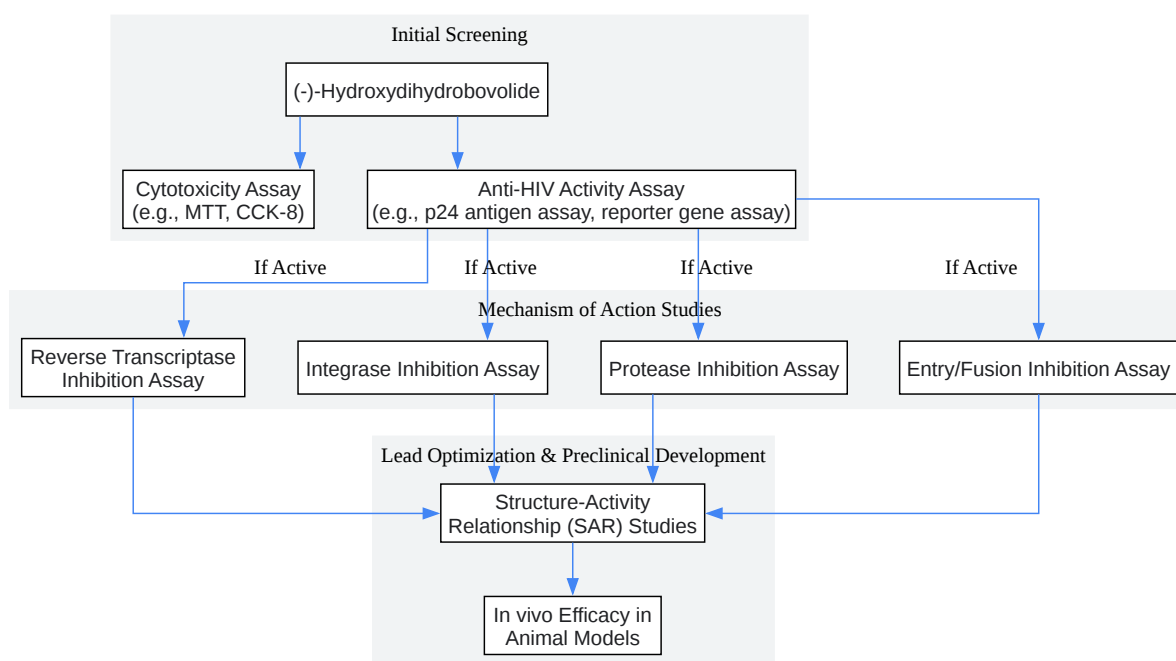 Initial Screening
(-)-Hydroxydihydrobovolide
Cytotoxicity Assay
(e.g., MTT, CCK-8)
Anti-HIV Activity Assay
(e.g., p24 antigen assay, reporter gene assay)
If Active
If Active
If Active
If Active
Mechanism of Action Studies
Reverse Transcriptase
Inhibition Assay
Integrase Inhibition Assay
Protease Inhibition Assay
Entry/Fusion Inhibition Assay
Lead Optimization & Preclinical Development
Structure-Activity
Relationship (SAR) Studies
In vivo Efficacy in
Animal Models